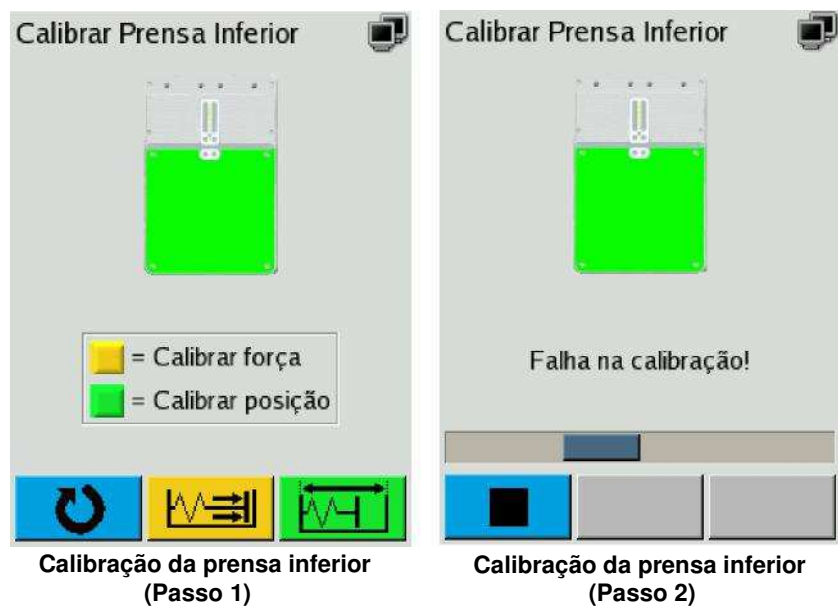 Calibrar Prensa Inferior
= Calibrar força
= Calibrar posição
Calibração da prensa inferior
(Passo 1)
Calibrar Prensa Inferior
Falha na calibração!
Calibração da prensa inferior
(Passo 2)